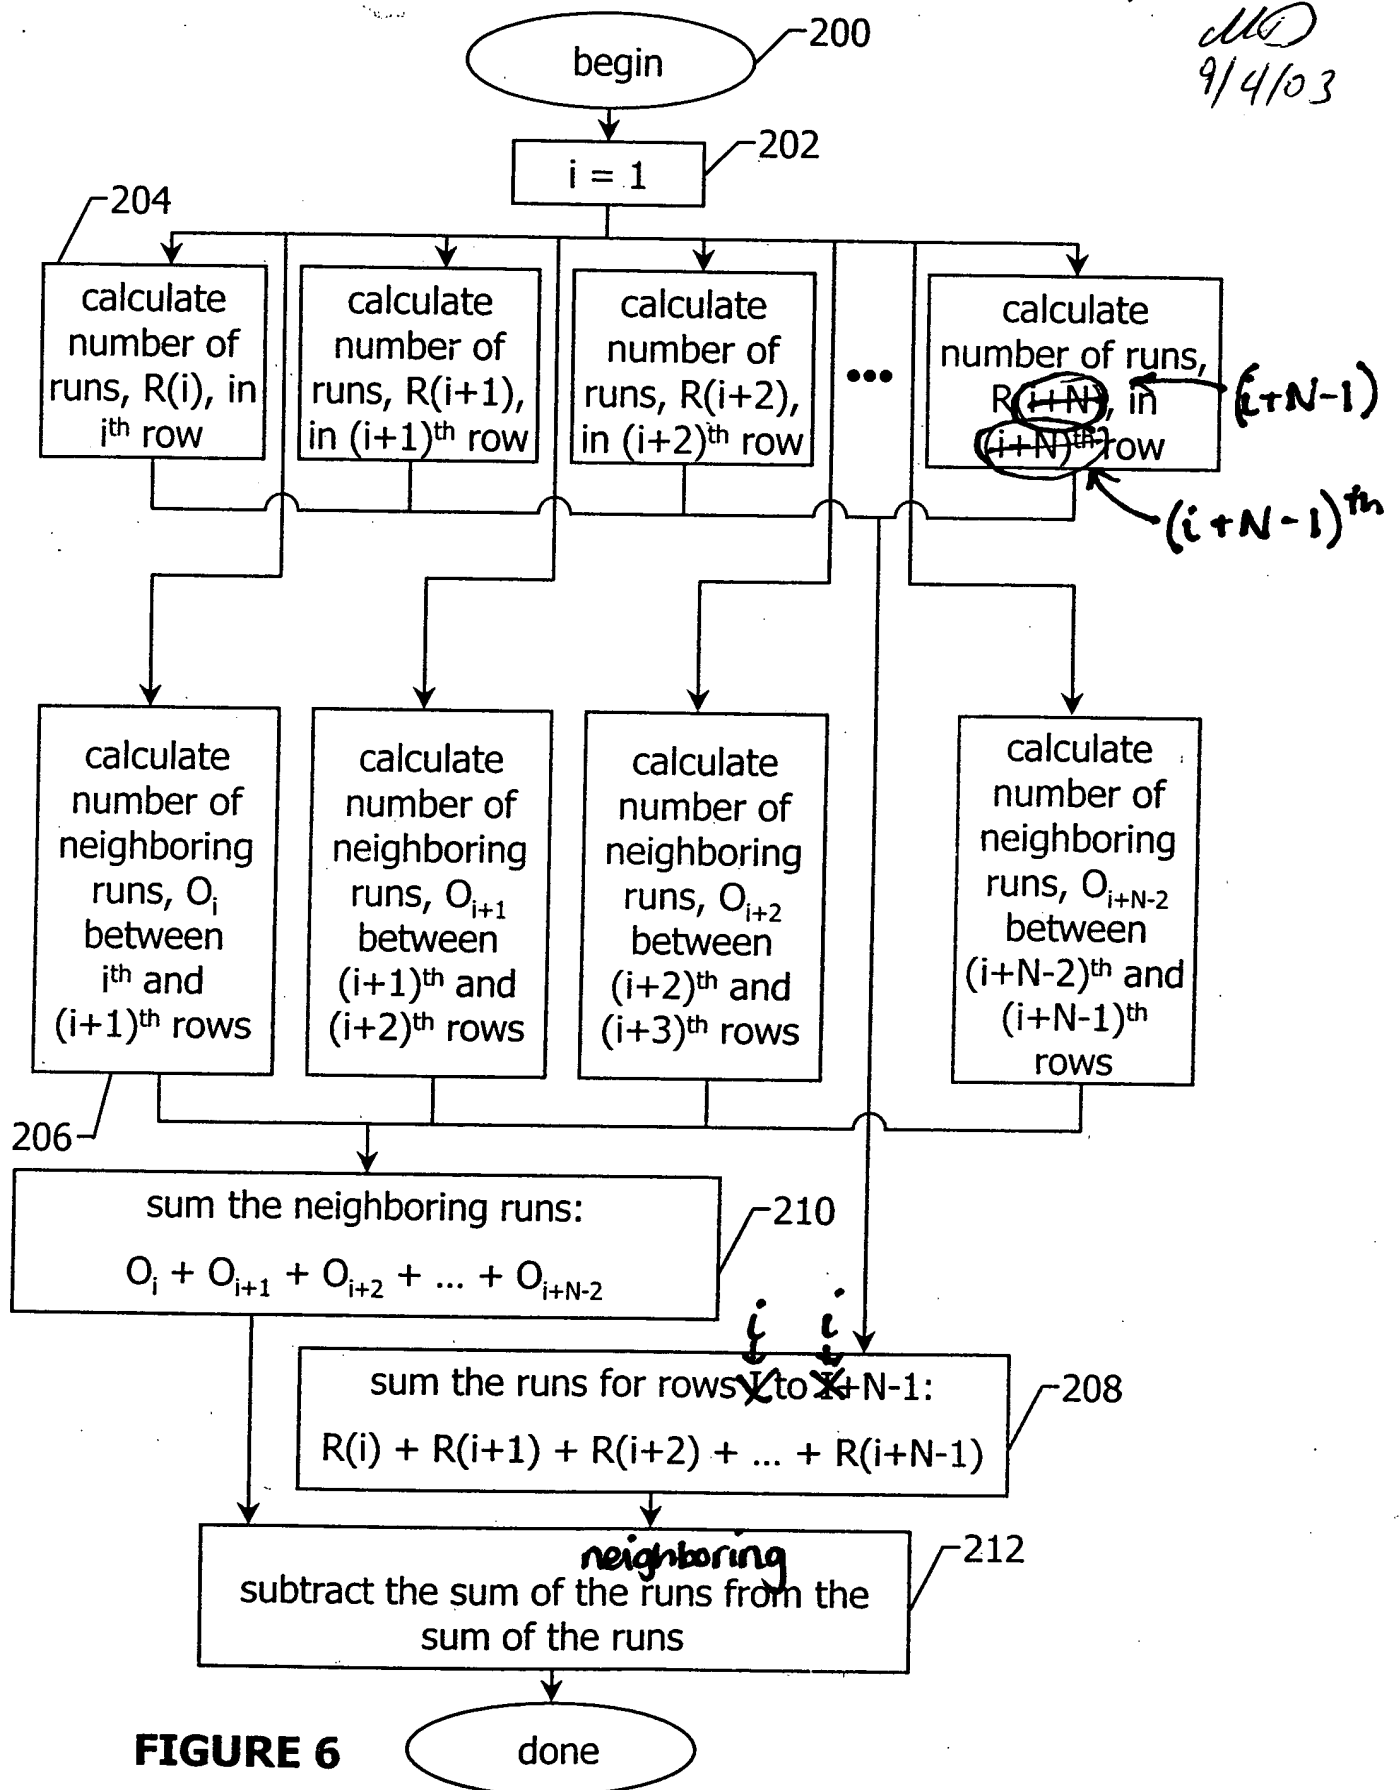 MD
9/4/03
begin
200
i = 1
202
204
calculate
number of
runs, R(i), in
iᵗʰ row
calculate
number of
runs, R(i+1),
in (i+1)ᵗʰ row
calculate
number of
runs, R(i+2),
in (i+2)ᵗʰ row
•••
calculate
number of runs,
R(i+N), in
(i+N)ᵗʰ row
(i+N-1)
(i+N-1)ᵗʰ
calculate
number of
neighboring
runs, Oᵢ
between
iᵗʰ and
(i+1)ᵗʰ rows
calculate
number of
neighboring
runs, Oᵢ₊₁
between
(i+1)ᵗʰ and
(i+2)ᵗʰ rows
calculate
number of
neighboring
runs, Oᵢ₊₂
between
(i+2)ᵗʰ and
(i+3)ᵗʰ rows
calculate
number of
neighboring
runs, Oᵢ₊N₋₂
between
(i+N-2)ᵗʰ and
(i+N-1)ᵗʰ
rows
206
sum the neighboring runs:
Oᵢ + Oᵢ₊₁ + Oᵢ₊₂ + ... + Oᵢ₊N₋₂
210
i i
sum the runs for rows I to I+N-1:
R(i) + R(i+1) + R(i+2) + ... + R(i+N-1)
208
neighboring
subtract the sum of the runs from the
sum of the runs
212
done
FIGURE 6